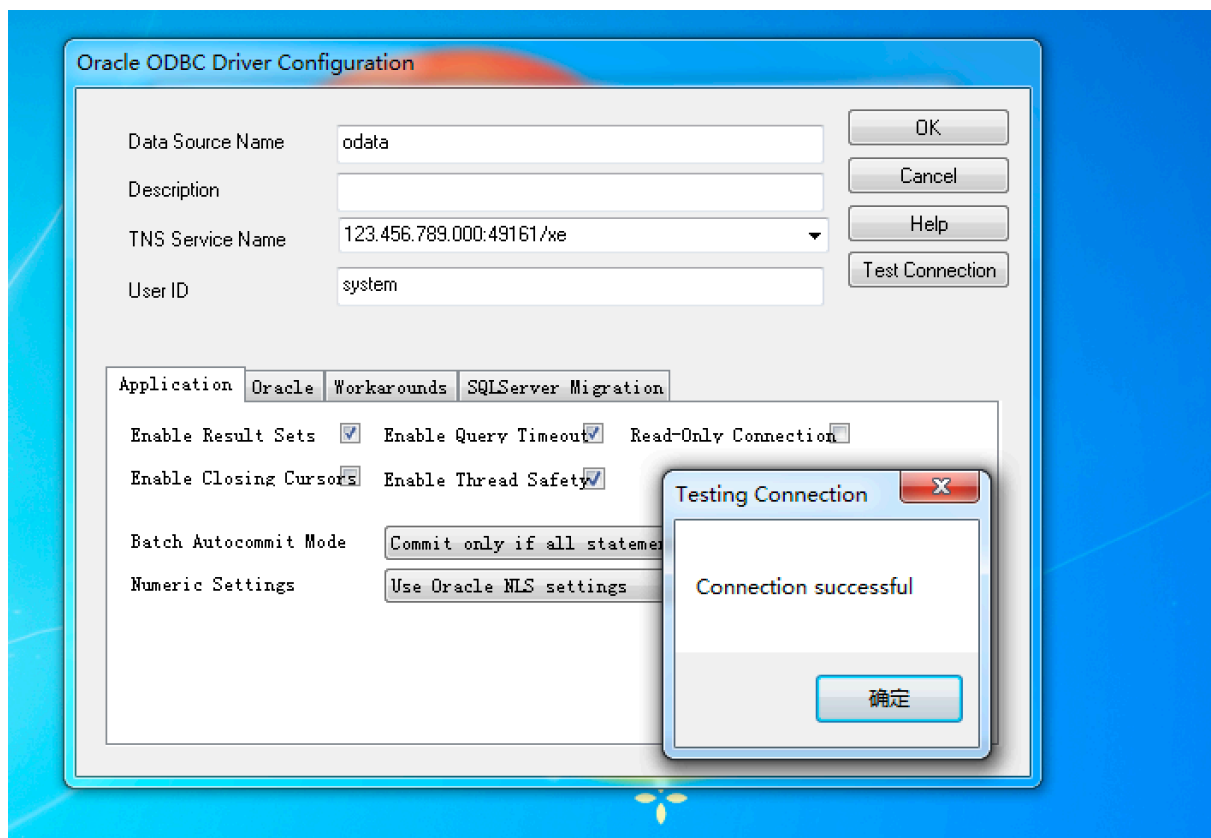 Oracle ODBC Driver Configuration
Data Source Name odata OK
Description Cancel
TNS Service Name 123.456.789.000:49161/xe Help
User ID system Test Connection
Application Oracle Workarounds SQLServer Migration
Enable Result Sets Enable Query Timeout Read-Only Connection
Enable Closing Cursors Enable Thread Safety
Batch Autocommit Mode Commit only if all
Numeric Settings Use Oracle NLS settings
Testing Connection
Connection successful
确定